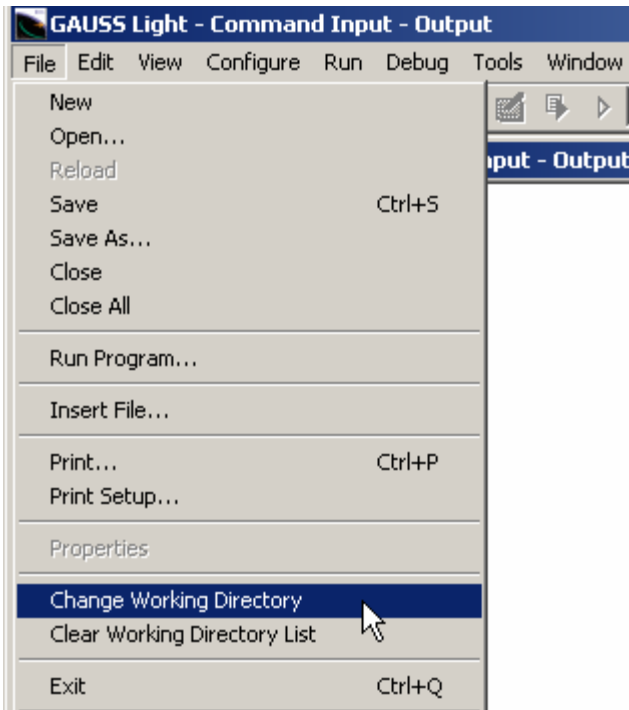 GAUSS Light - Command Input - Output
File Edit View Configure Run Debug Tools Window
New
Open...
Reload
put - Output
Save Ctrl+S
Save As...
Close
Close All
Run Program...
Insert File...
Print... Ctrl+P
Print Setup...
Properties
Change Working Directory
Clear Working Directory List
Exit Ctrl+Q